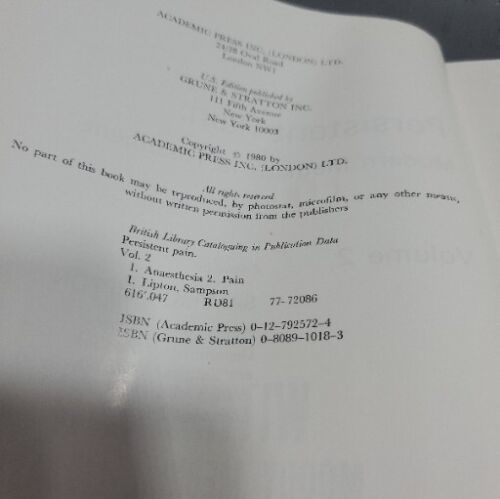 ACADEMIC PRESS INC. (LONDON) LTD.
24/28 Oval Road
London NW1
U.S. Edition published by
GRUNE & STRATTON INC.
111 Fifth Avenue
New York
New York 10003
Copyright © 1980 by
ACADEMIC PRESS INC. (LONDON) LTD.
All rights reserved
No part of this book may be reproduced, by photostat, microfilm, or any other means,
without written permission from the publishers
British Library Cataloguing in Publication Data
Persistent pain.
Vol. 2
1. Anaesthesia 2. Pain
I. Lipton, Sampson
616'.047 RD81 77-72086
ISBN (Academic Press) 0-12-792572-4
ISBN (Grune & Stratton) 0-8089-1018-3